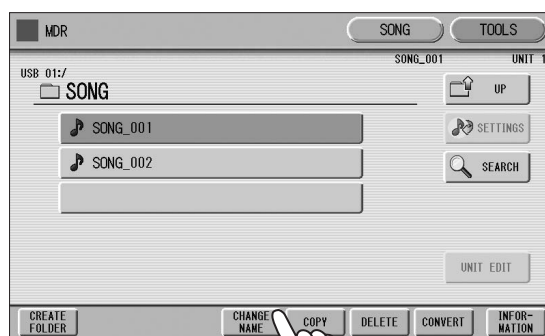 MDR SONG TOOLS
SONG_001 UNIT 1
USB 01:/
SONG UP
SONG_001 SETTINGS
SONG_002 SEARCH
UNIT EDIT
CREATE FOLDER
CHANGE NAME
COPY
DELETE
CONVERT
INFOR-
MATION